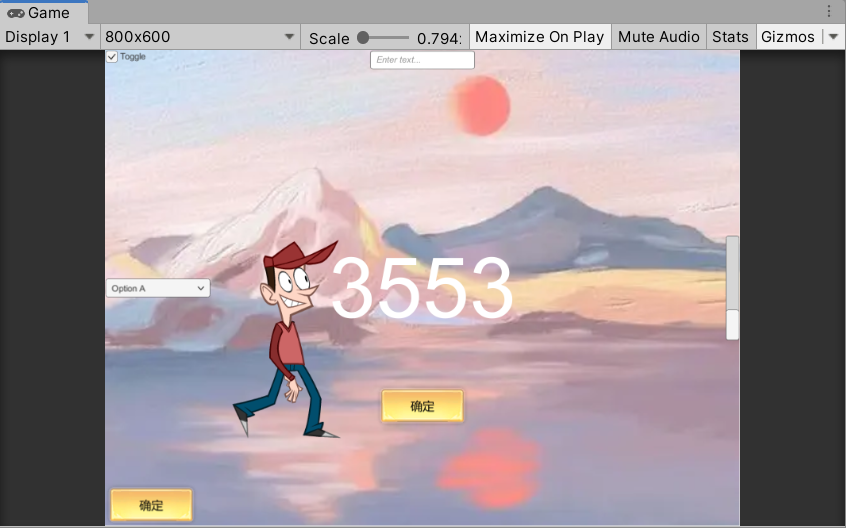 Game
Display 1
800x600
Scale
0.794:
Maximize On Play
Mute Audio
Stats
Gizmos
Toggle
Enter text...
3553
Option A
确定
确定